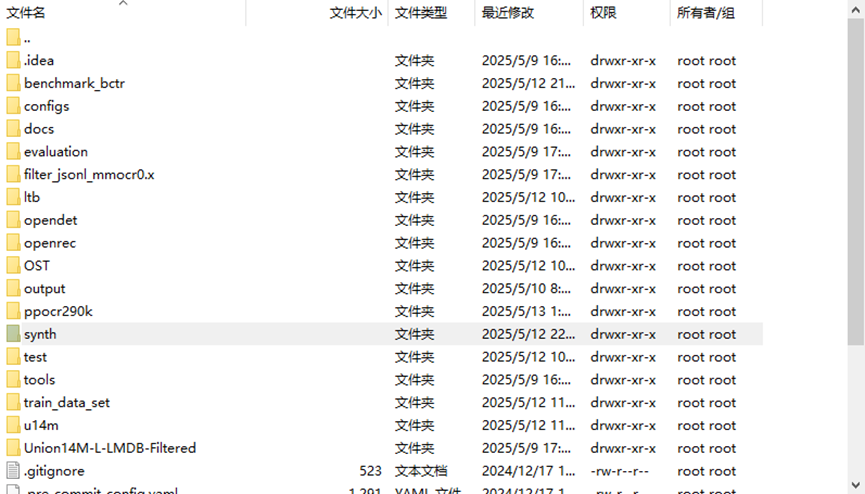 文件名 文件大小 文件类型 最近修改 权限 所有者/组
..
.idea 文件夹 2025/5/9 16:... drwxr-xr-x root root
benchmark_bctr 文件夹 2025/5/12 21... drwxr-xr-x root root
configs 文件夹 2025/5/9 16:... drwxr-xr-x root root
docs 文件夹 2025/5/9 16:... drwxr-xr-x root root
evaluation 文件夹 2025/5/9 17:... drwxr-xr-x root root
filter_jsonl_mmocr0.x 文件夹 2025/5/9 17:... drwxr-xr-x root root
ltb 文件夹 2025/5/12 10... drwxr-xr-x root root
opendet 文件夹 2025/5/9 16:... drwxr-xr-x root root
openrec 文件夹 2025/5/9 16:... drwxr-xr-x root root
OST 文件夹 2025/5/12 10... drwxr-xr-x root root
output 文件夹 2025/5/10 8:... drwxr-xr-x root root
ppocr290k 文件夹 2025/5/13 1:... drwxr-xr-x root root
synth 文件夹 2025/5/12 22... drwxr-xr-x root root
test 文件夹 2025/5/12 10... drwxr-xr-x root root
tools 文件夹 2025/5/9 16:... drwxr-xr-x root root
train_data_set 文件夹 2025/5/12 11... drwxr-xr-x root root
u14m 文件夹 2025/5/12 11... drwxr-xr-x root root
Union14M-L-LMDB-Filtered 文件夹 2025/5/9 17:... drwxr-xr-x root root
.gitignore 523 文本文档 2024/12/17 1... -rw-r--r-- root root
.pre-commit-config.yaml 1,291 YAML 文件 2024/12/17 1... -rw-r--r-- root root